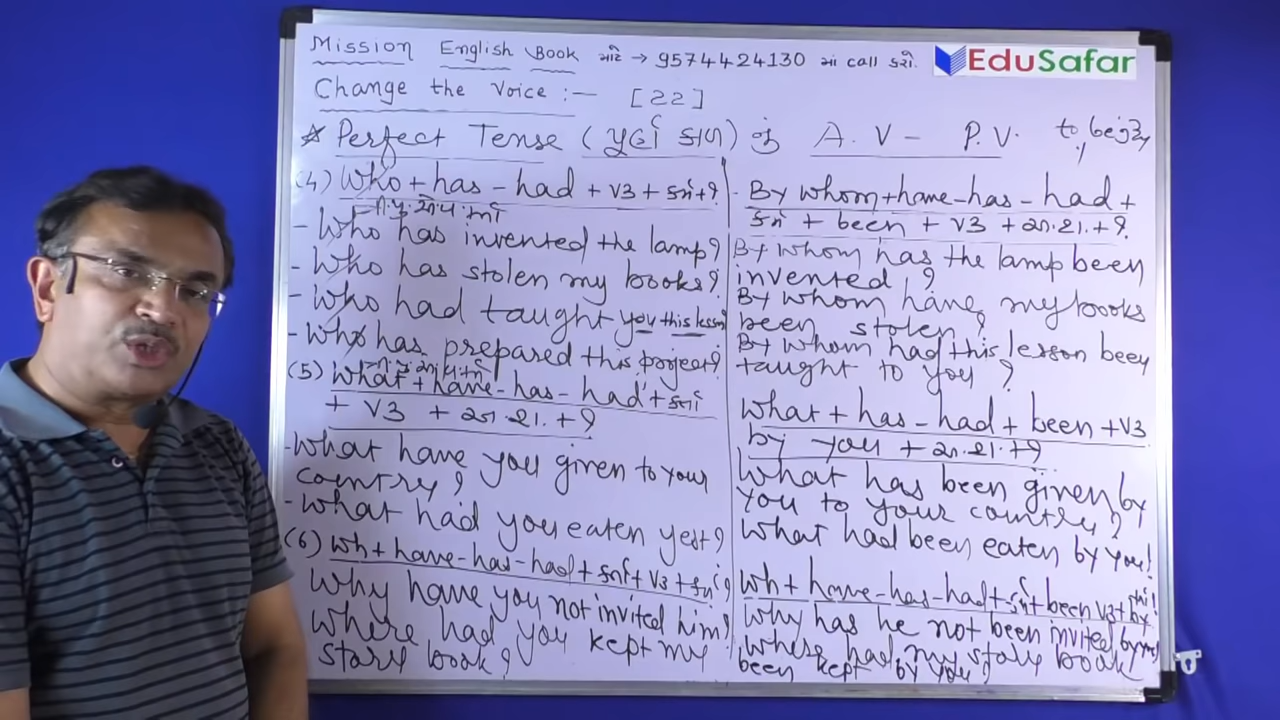 Mission English Book માટે → 9574424130 માં call કરો.
EduSafar
Change the Voice :- [22]
* Perfect Tense (પૂર્ણ કાળ) નું A.V - P.V.
(4) Who + has - had + V3 + કર્મ + ?
- Who has invented the lamp?
- Who has stolen my books?
- Who had taught you this lesson
- Who has prepared this project?
(5) What + have - has - had + કર્તા
+ V3 + અ.શ. + ?
- What have you given to your
country?
- What had you eaten yest?
(6) Wh + have - has - had + કર્તા + V3 + કર્મ ?
Why have you not invited him?
Where had you kept my
story book?
By whom + have - has - had +
કર્મ + been + V3 + અ.શ. + ?
By whom has the lamp been
invented?
By whom have my books
been stolen?
By whom had this lesson been
taught to you?
What + has - had + been + V3
by you + અ.શ. + ?
What has been given by
you to your country?
What had been eaten by you!
Wh + have - has - had + કર્મ + been V3 + by
Why has he not been invited by
Where had my story book
been kept by you?